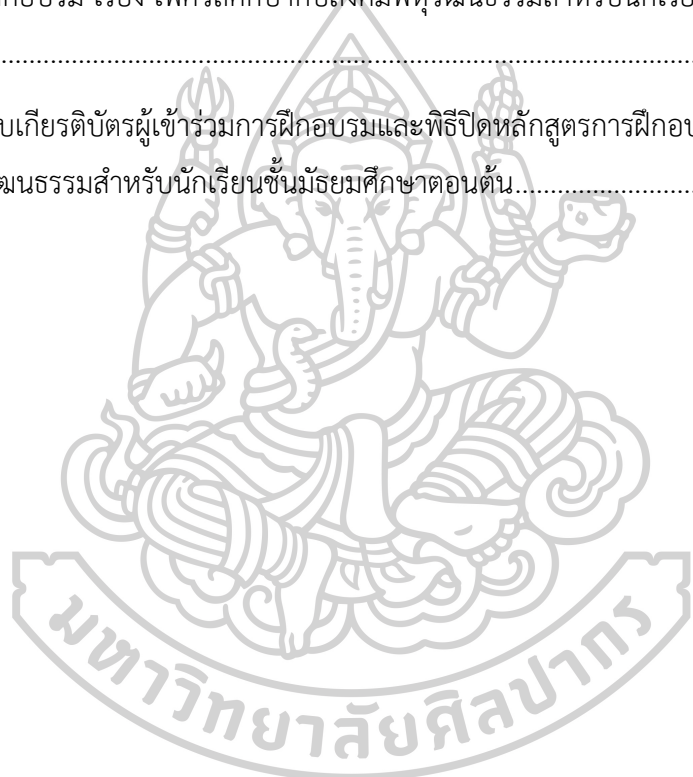 .......................................................................................
บเกียรติบัตรผู้เข้าร่วมการฝึกอบรมและพิธีปิดหลักสูตรการฝึกอบ
ฒนธรรมสำหรับนักเรียนชั้นมัธยมศึกษาตอนต้น..........................
มหาวิทยาลัยศิลปากร